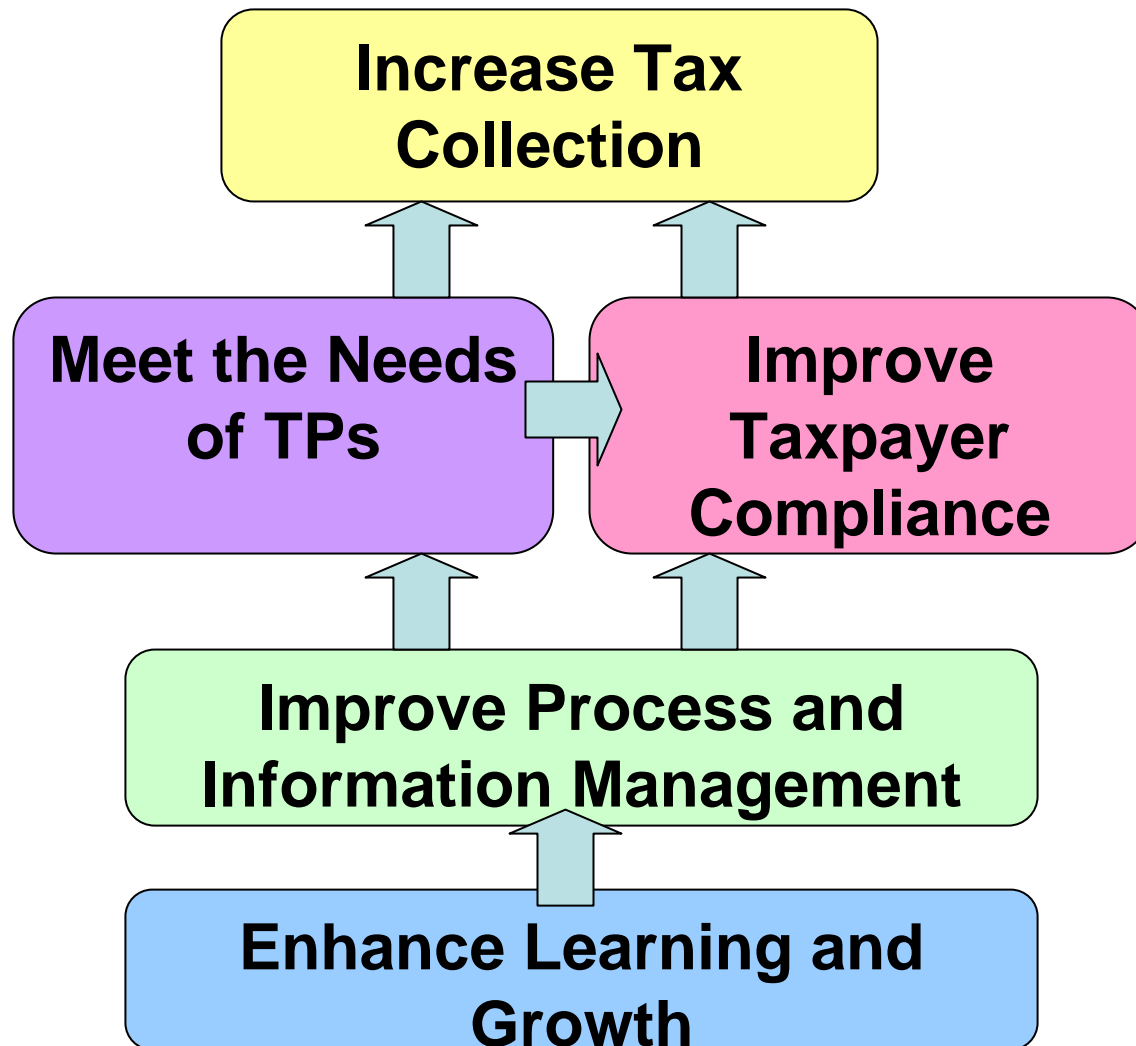 Increase Tax
Collection
Meet the Needs
of TPs
Improve
Taxpayer
Compliance
Improve Process and
Information Management
Enhance Learning and
Growth